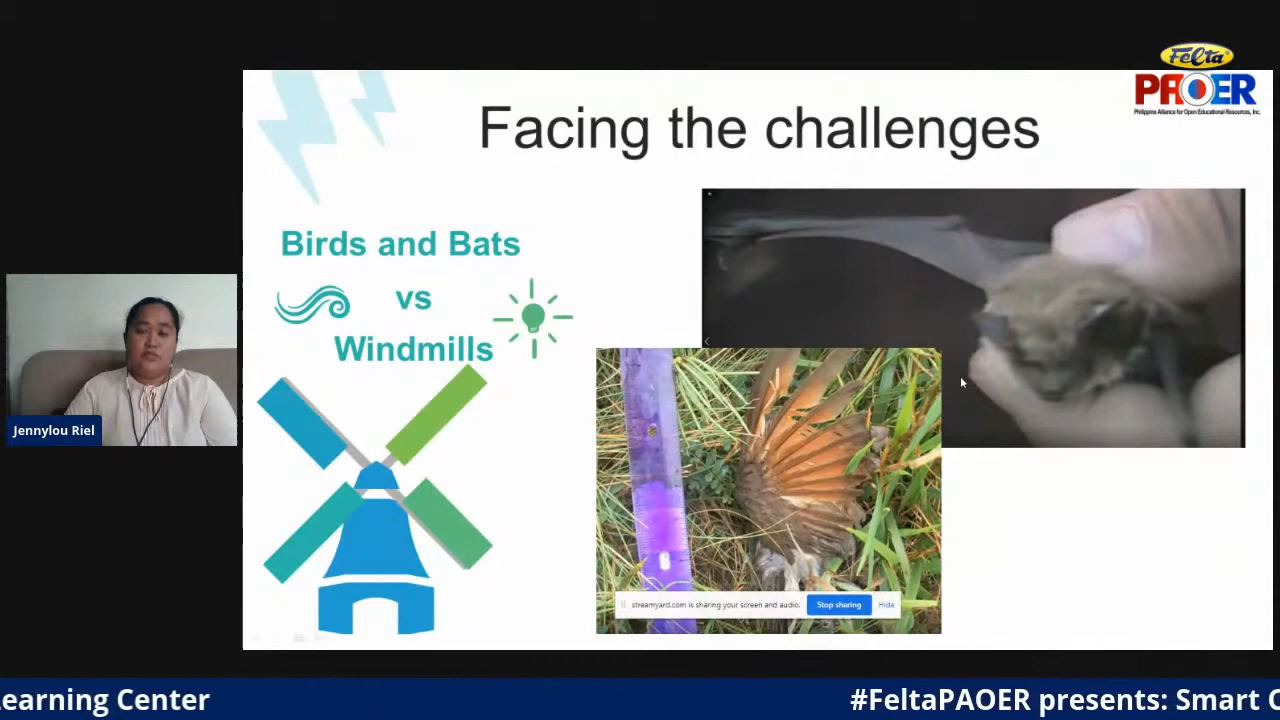 Felta
PAOER
Philippine Alliance for Open Educational Resources, Inc.
Facing the challenges
Birds and Bats
vs
Windmills
Jennylou Riel
streamyard.com is sharing your screen and audio.
Stop sharing
Hide
earning Center
#FeltaPAOER presents: Smart C